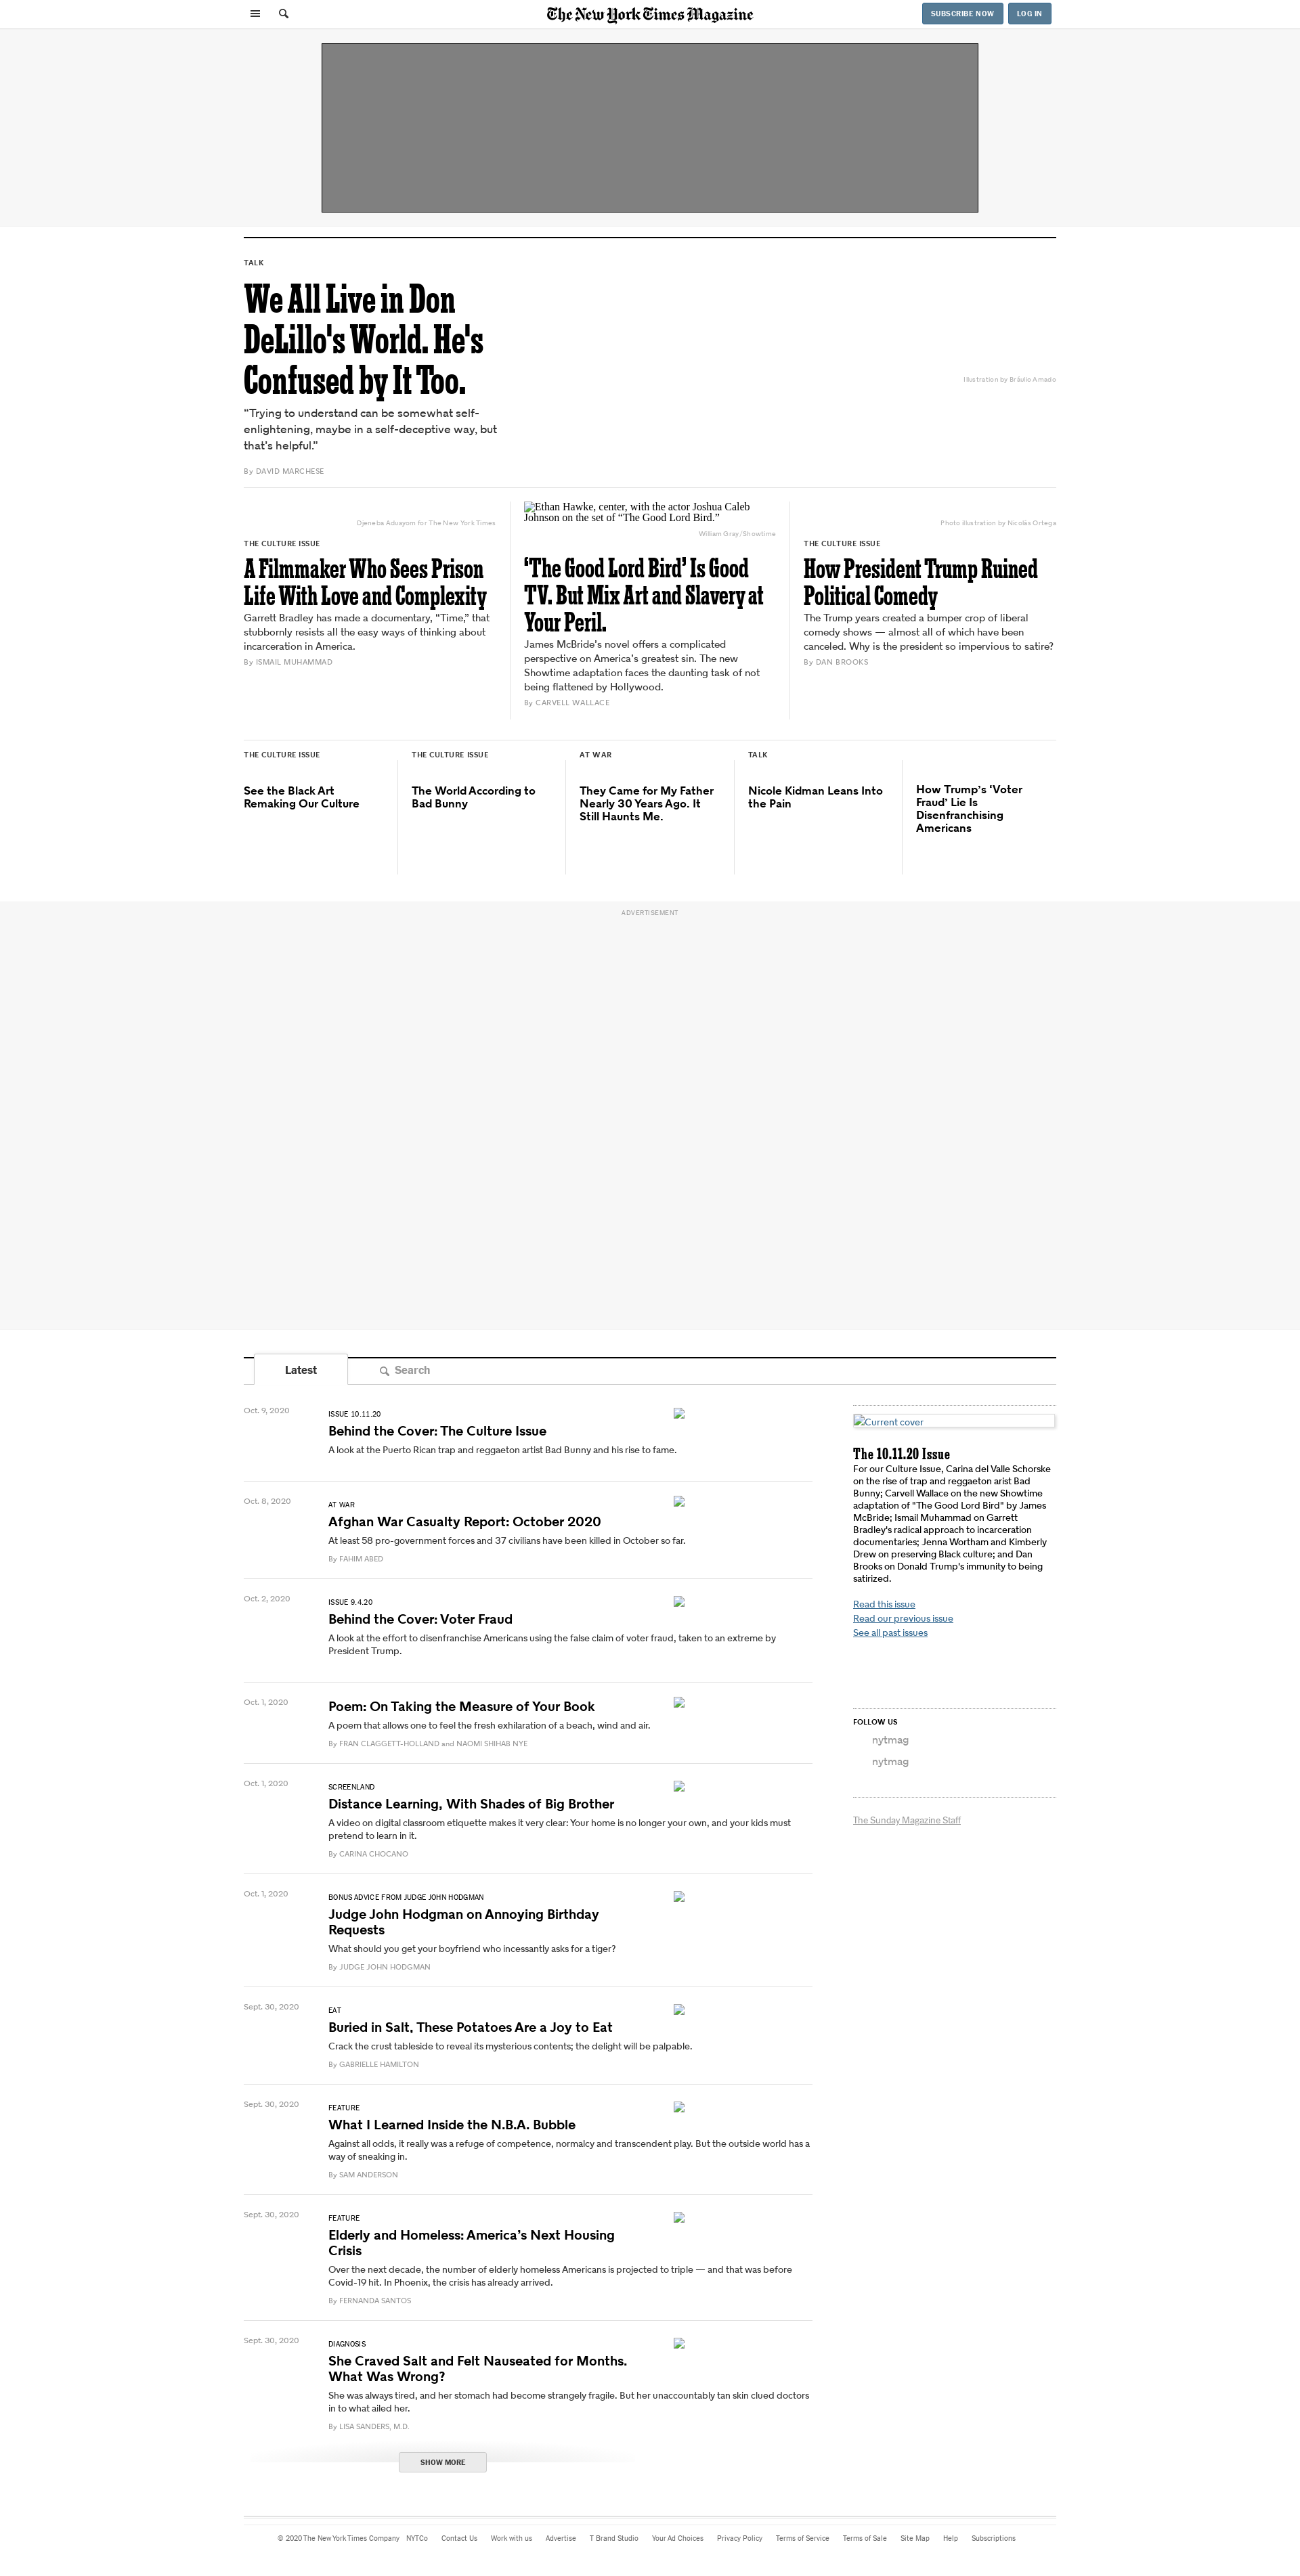 The New York Times Magazine
SUBSCRIBE NOW
LOG IN
TALK
We All Live in Don
DeLillo's World. He's
Confused by It Too.
“Trying to understand can be somewhat self-
enlightening, maybe in a self-deceptive way, but
that’s helpful.”
By DAVID MARCHESE
Illustration by Bráulio Amado
Djeneba Aduayom for The New York Times
THE CULTURE ISSUE
A Filmmaker Who Sees Prison
Life With Love and Complexity
Garrett Bradley has made a documentary, “Time,” that
stubbornly resists all the easy ways of thinking about
incarceration in America.
By ISMAIL MUHAMMAD
Ethan Hawke, center, with the actor Joshua Caleb
Johnson on the set of “The Good Lord Bird.”
William Gray/Showtime
‘The Good Lord Bird’ Is Good
TV. But Mix Art and Slavery at
Your Peril.
James McBride’s novel offers a complicated
perspective on America’s greatest sin. The new
Showtime adaptation faces the daunting task of not
being flattened by Hollywood.
By CARVELL WALLACE
Photo illustration by Nicolás Ortega
THE CULTURE ISSUE
How President Trump Ruined
Political Comedy
The Trump years created a bumper crop of liberal
comedy shows — almost all of which have been
canceled. Why is the president so impervious to satire?
By DAN BROOKS
THE CULTURE ISSUE
See the Black Art
Remaking Our Culture
THE CULTURE ISSUE
The World According to
Bad Bunny
AT WAR
They Came for My Father
Nearly 30 Years Ago. It
Still Haunts Me.
TALK
Nicole Kidman Leans Into
the Pain
How Trump’s ‘Voter
Fraud’ Lie Is
Disenfranchising
Americans
ADVERTISEMENT
Latest
Search
Oct. 9, 2020
ISSUE 10.11.20
Behind the Cover: The Culture Issue
A look at the Puerto Rican trap and reggaeton artist Bad Bunny and his rise to fame.
Oct. 8, 2020
AT WAR
Afghan War Casualty Report: October 2020
At least 58 pro-government forces and 37 civilians have been killed in October so far.
By FAHIM ABED
Oct. 2, 2020
ISSUE 9.4.20
Behind the Cover: Voter Fraud
A look at the effort to disenfranchise Americans using the false claim of voter fraud, taken to an extreme by
President Trump.
Oct. 1, 2020
Poem: On Taking the Measure of Your Book
A poem that allows one to feel the fresh exhilaration of a beach, wind and air.
By FRAN CLAGGETT-HOLLAND and NAOMI SHIHAB NYE
Oct. 1, 2020
SCREENLAND
Distance Learning, With Shades of Big Brother
A video on digital classroom etiquette makes it very clear: Your home is no longer your own, and your kids must
pretend to learn in it.
By CARINA CHOCANO
Oct. 1, 2020
BONUS ADVICE FROM JUDGE JOHN HODGMAN
Judge John Hodgman on Annoying Birthday
Requests
What should you get your boyfriend who incessantly asks for a tiger?
By JUDGE JOHN HODGMAN
Sept. 30, 2020
EAT
Buried in Salt, These Potatoes Are a Joy to Eat
Crack the crust tableside to reveal its mysterious contents; the delight will be palpable.
By GABRIELLE HAMILTON
Sept. 30, 2020
FEATURE
What I Learned Inside the N.B.A. Bubble
Against all odds, it really was a refuge of competence, normalcy and transcendent play. But the outside world has a
way of sneaking in.
By SAM ANDERSON
Sept. 30, 2020
FEATURE
Elderly and Homeless: America’s Next Housing
Crisis
Over the next decade, the number of elderly homeless Americans is projected to triple — and that was before
Covid-19 hit. In Phoenix, the crisis has already arrived.
By FERNANDA SANTOS
Sept. 30, 2020
DIAGNOSIS
She Craved Salt and Felt Nauseated for Months.
What Was Wrong?
She was always tired, and her stomach had become strangely fragile. But her unaccountably tan skin clued doctors
in to what ailed her.
By LISA SANDERS, M.D.
SHOW MORE
Current cover
The 10.11.20 Issue
For our Culture Issue, Carina del Valle Schorske
on the rise of trap and reggaeton arist Bad
Bunny; Carvell Wallace on the new Showtime
adaptation of "The Good Lord Bird" by James
McBride; Ismail Muhammad on Garrett
Bradley's radical approach to incarceration
documentaries; Jenna Wortham and Kimberly
Drew on preserving Black culture; and Dan
Brooks on Donald Trump's immunity to being
satirized.
Read this issue
Read our previous issue
See all past issues
FOLLOW US
nytmag
nytmag
The Sunday Magazine Staff
© 2020 The New York Times Company NYTCo Contact Us Work with us Advertise T Brand Studio Your Ad Choices Privacy Policy Terms of Service Terms of Sale Site Map Help Subscriptions